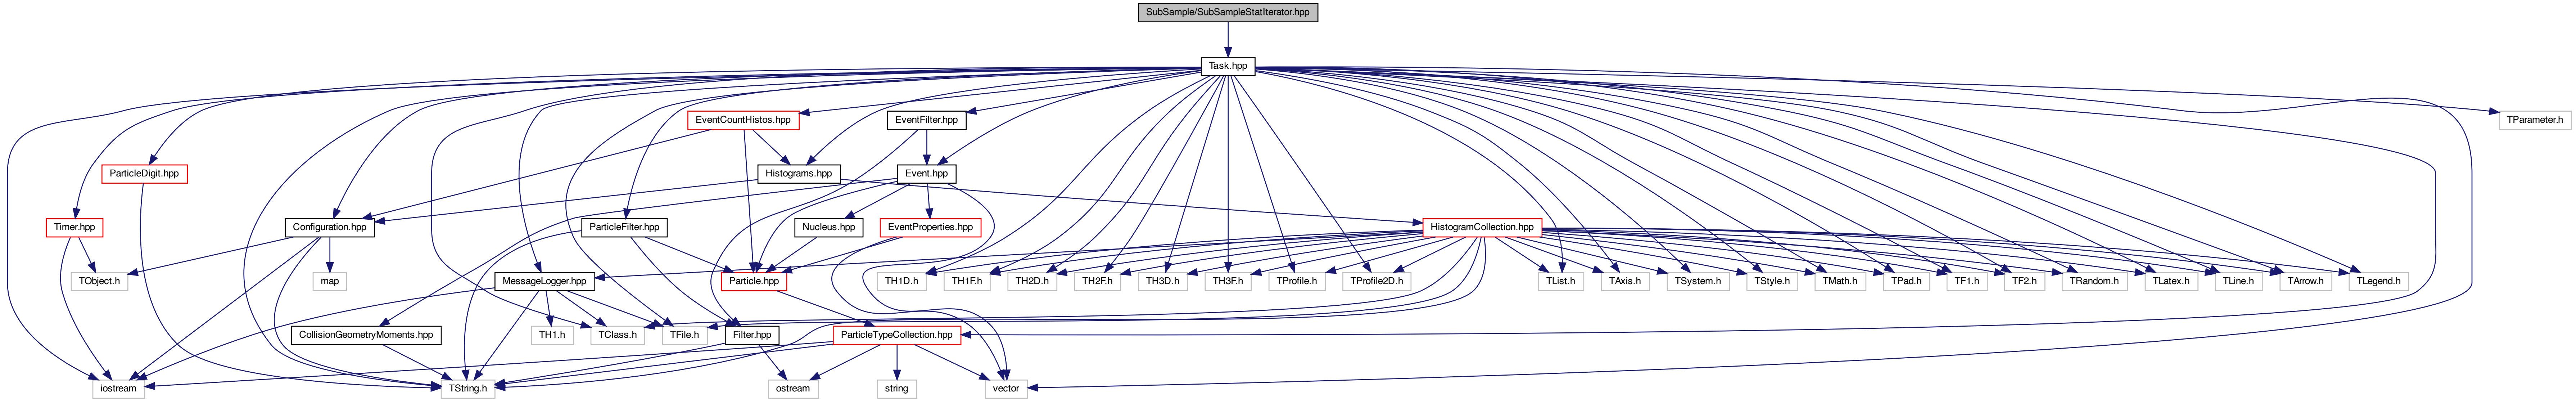 SubSample/SubSampleStatIterator.hpp
Task.hpp
EventCountHistos.hpp
EventFilter.hpp
TParameter.h
ParticleDigit.hpp
Histograms.hpp
Event.hpp
Timer.hpp
Configuration.hpp
ParticleFilter.hpp
Nucleus.hpp
EventProperties.hpp
HistogramCollection.hpp
TObject.h
map
MessageLogger.hpp
Particle.hpp
TH1D.h
TH1F.h
TH2D.h
TH2F.h
TH3D.h
TH3F.h
TProfile.h
TProfile2D.h
TList.h
TAxis.h
TSystem.h
TStyle.h
TMath.h
TPad.h
TF1.h
TF2.h
TRandom.h
TLatex.h
TLine.h
TArrow.h
TLegend.h
CollisionGeometryMoments.hpp
TH1.h
TClass.h
TFile.h
Filter.hpp
ParticleTypeCollection.hpp
iostream
TString.h
ostream
string
vector